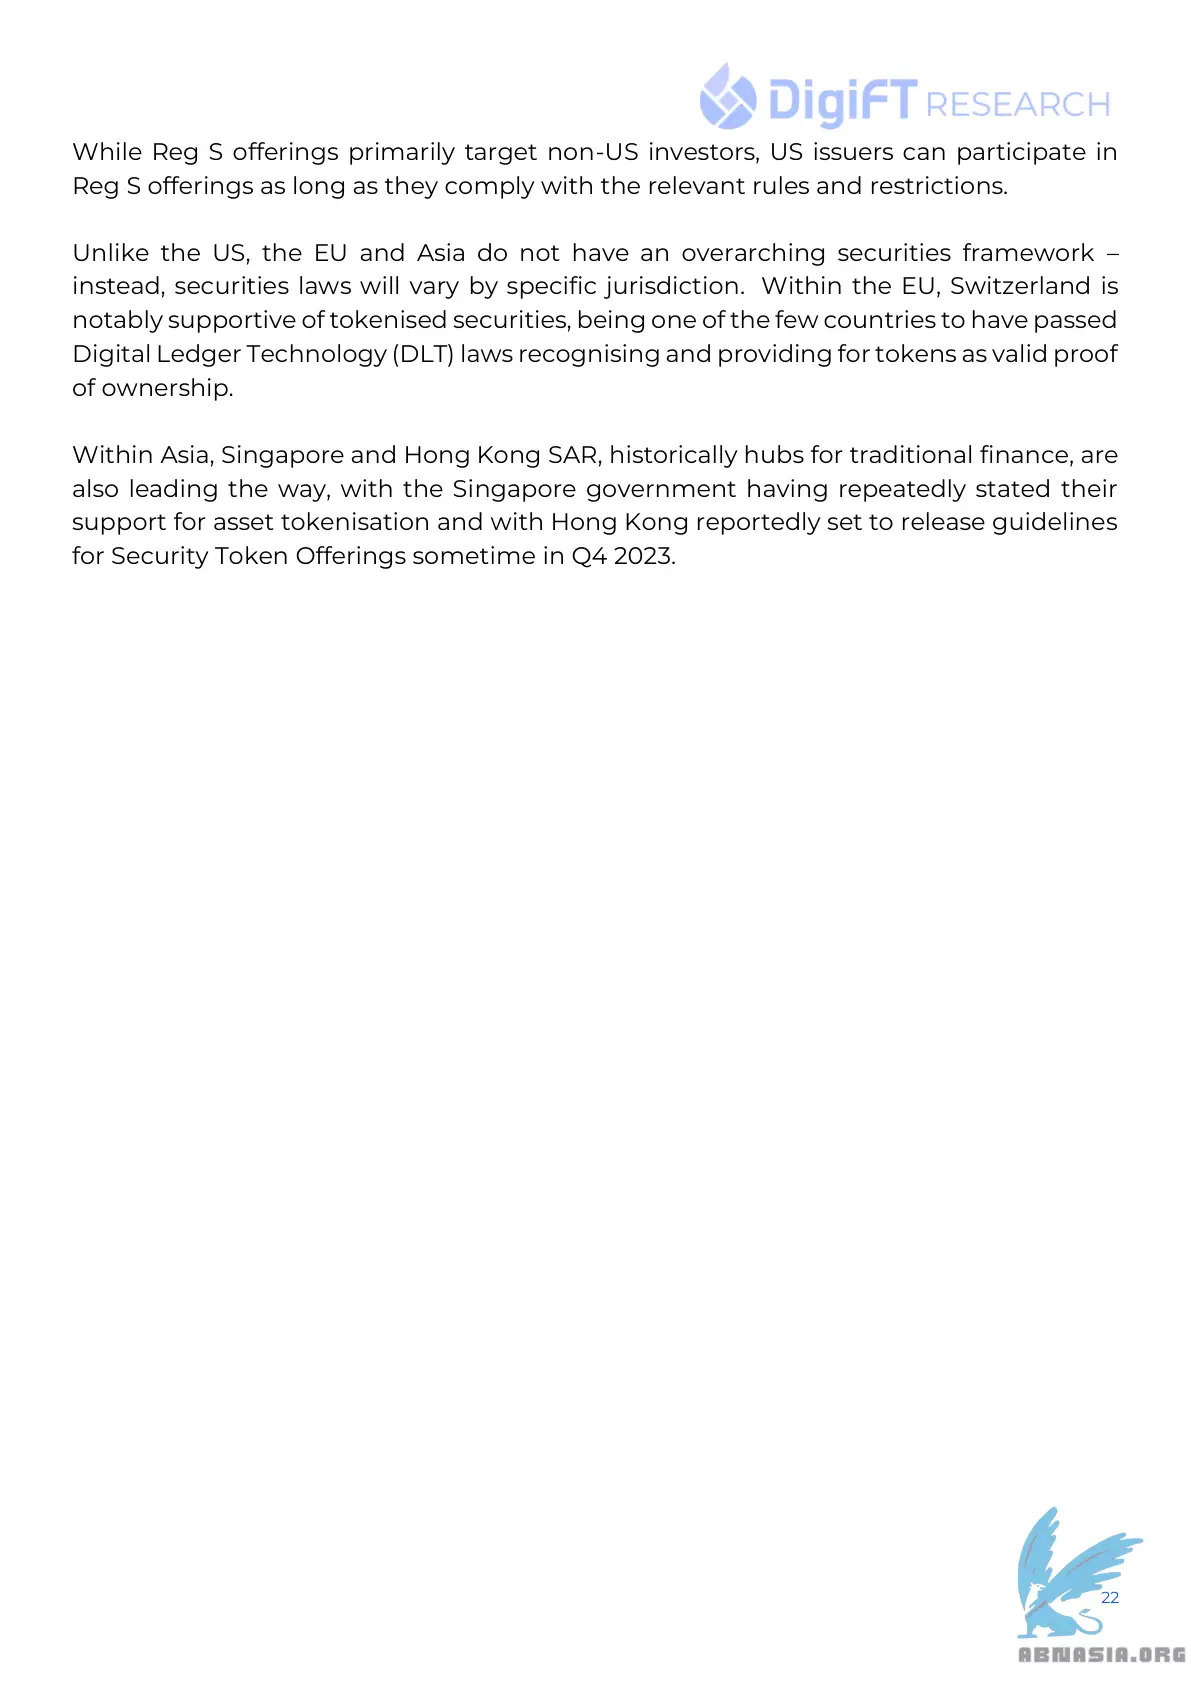 DigiFT RESEARCH
While Reg S offerings primarily target non-US investors, US issuers can participate in
Reg S offerings as long as they comply with the relevant rules and restrictions.
Unlike the US, the EU and Asia do not have an overarching securities framework –
instead, securities laws will vary by specific jurisdiction. Within the EU, Switzerland is
notably supportive of tokenised securities, being one of the few countries to have passed
Digital Ledger Technology (DLT) laws recognising and providing for tokens as valid proof
of ownership.
Within Asia, Singapore and Hong Kong SAR, historically hubs for traditional finance, are
also leading the way, with the Singapore government having repeatedly stated their
support for asset tokenisation and with Hong Kong reportedly set to release guidelines
for Security Token Offerings sometime in Q4 2023.
22
ABNASIA.ORG